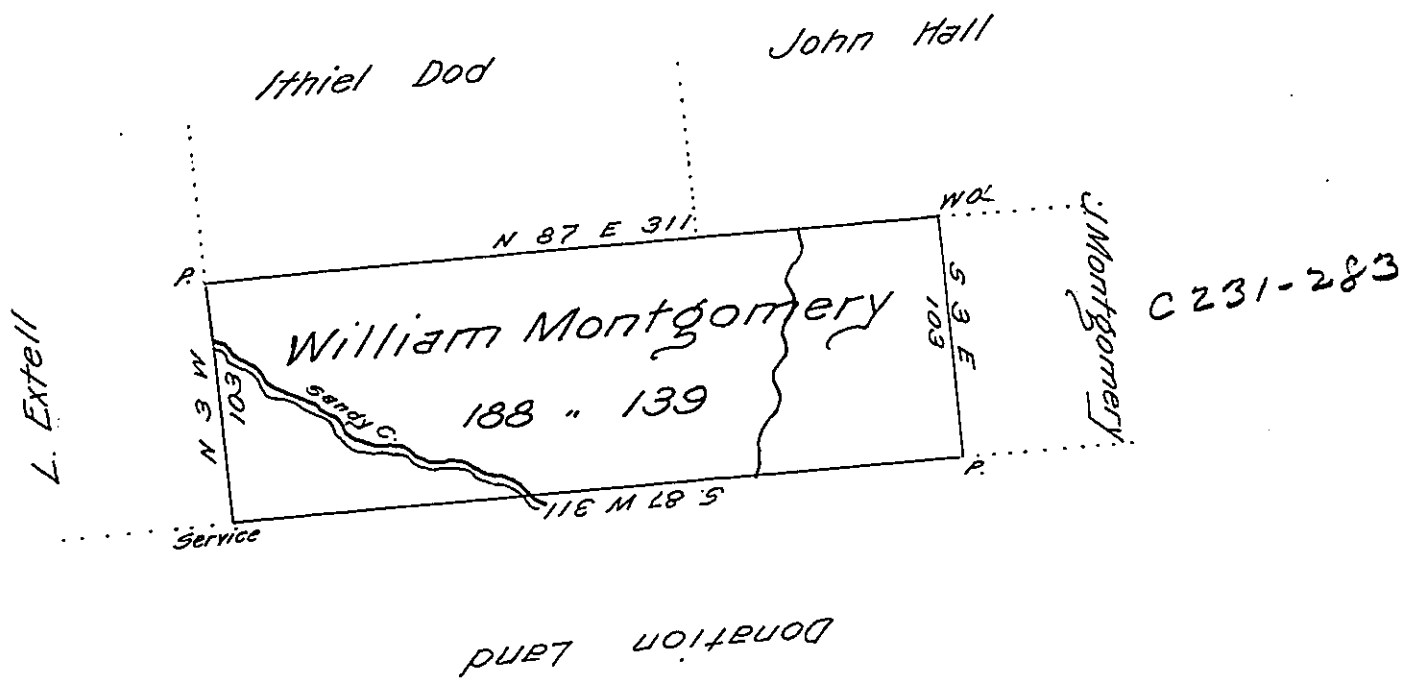 Ithiel Dod
John Hall
N 87 E 311
W O
P.
L. Extell
N 3 W
103
William Montgomery
188 " 139
Sandy C.
S 3 E
103
J. Montgomery
C 231-283
P.
S. 87 W 311
Service
Donation Land